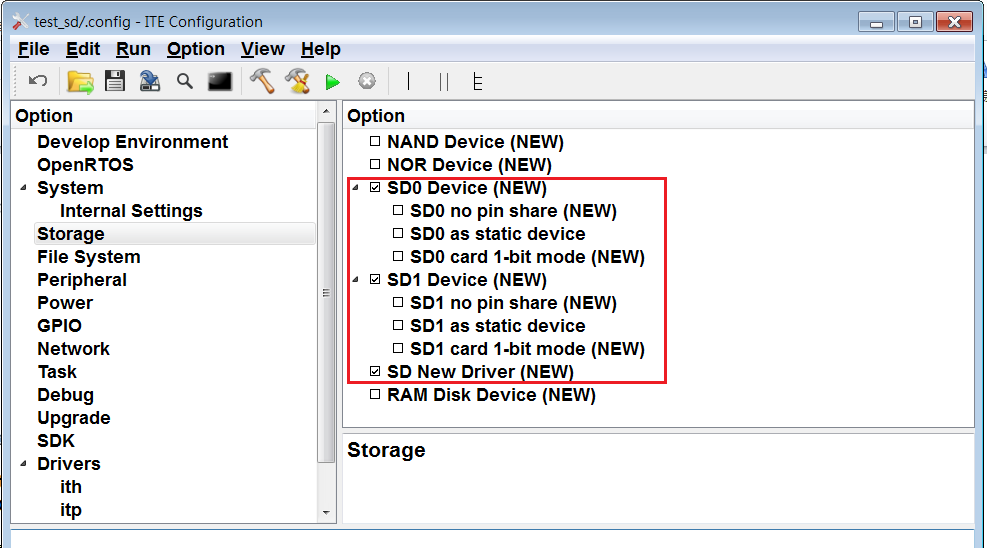 test_sd/.config - ITE Configuration
File Edit Run Option View Help
Option
Develop Environment
OpenRTOS
System
Internal Settings
Storage
File System
Peripheral
Power
GPIO
Network
Task
Debug
Upgrade
SDK
Drivers
ith
itp
Option
NAND Device (NEW)
NOR Device (NEW)
SD0 Device (NEW)
SD0 no pin share (NEW)
SD0 as static device
SD0 card 1-bit mode (NEW)
SD1 Device (NEW)
SD1 no pin share (NEW)
SD1 as static device
SD1 card 1-bit mode (NEW)
SD New Driver (NEW)
RAM Disk Device (NEW)
Storage